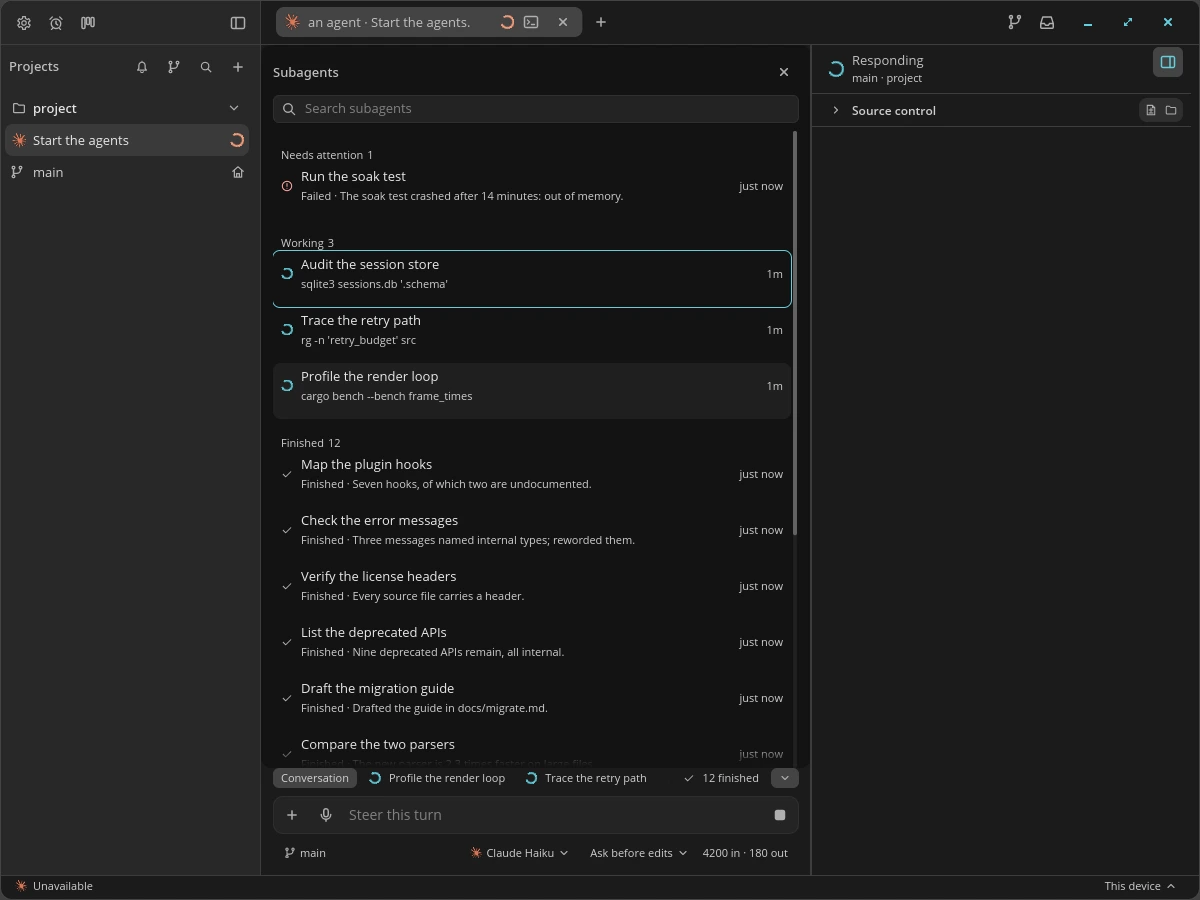 an agent · Start the agents.
Projects
project
Start the agents
main
Subagents
Search subagents
Needs attention 1
Run the soak test
Failed · The soak test crashed after 14 minutes: out of memory.
just now
Working 3
Audit the session store
sqlite3 sessions.db '.schema'
1m
Trace the retry path
rg -n 'retry_budget' src
1m
Profile the render loop
cargo bench --bench frame_times
1m
Finished 12
Map the plugin hooks
Finished · Seven hooks, of which two are undocumented.
just now
Check the error messages
Finished · Three messages named internal types; reworded them.
just now
Verify the license headers
Finished · Every source file carries a header.
just now
List the deprecated APIs
Finished · Nine deprecated APIs remain, all internal.
just now
Draft the migration guide
Finished · Drafted the guide in docs/migrate.md.
just now
Compare the two parsers
just now
Conversation
Profile the render loop
Trace the retry path
12 finished
Steer this turn
main
Claude Haiku
Ask before edits
4200 in · 180 out
Responding
main · project
Source control
Unavailable
This device